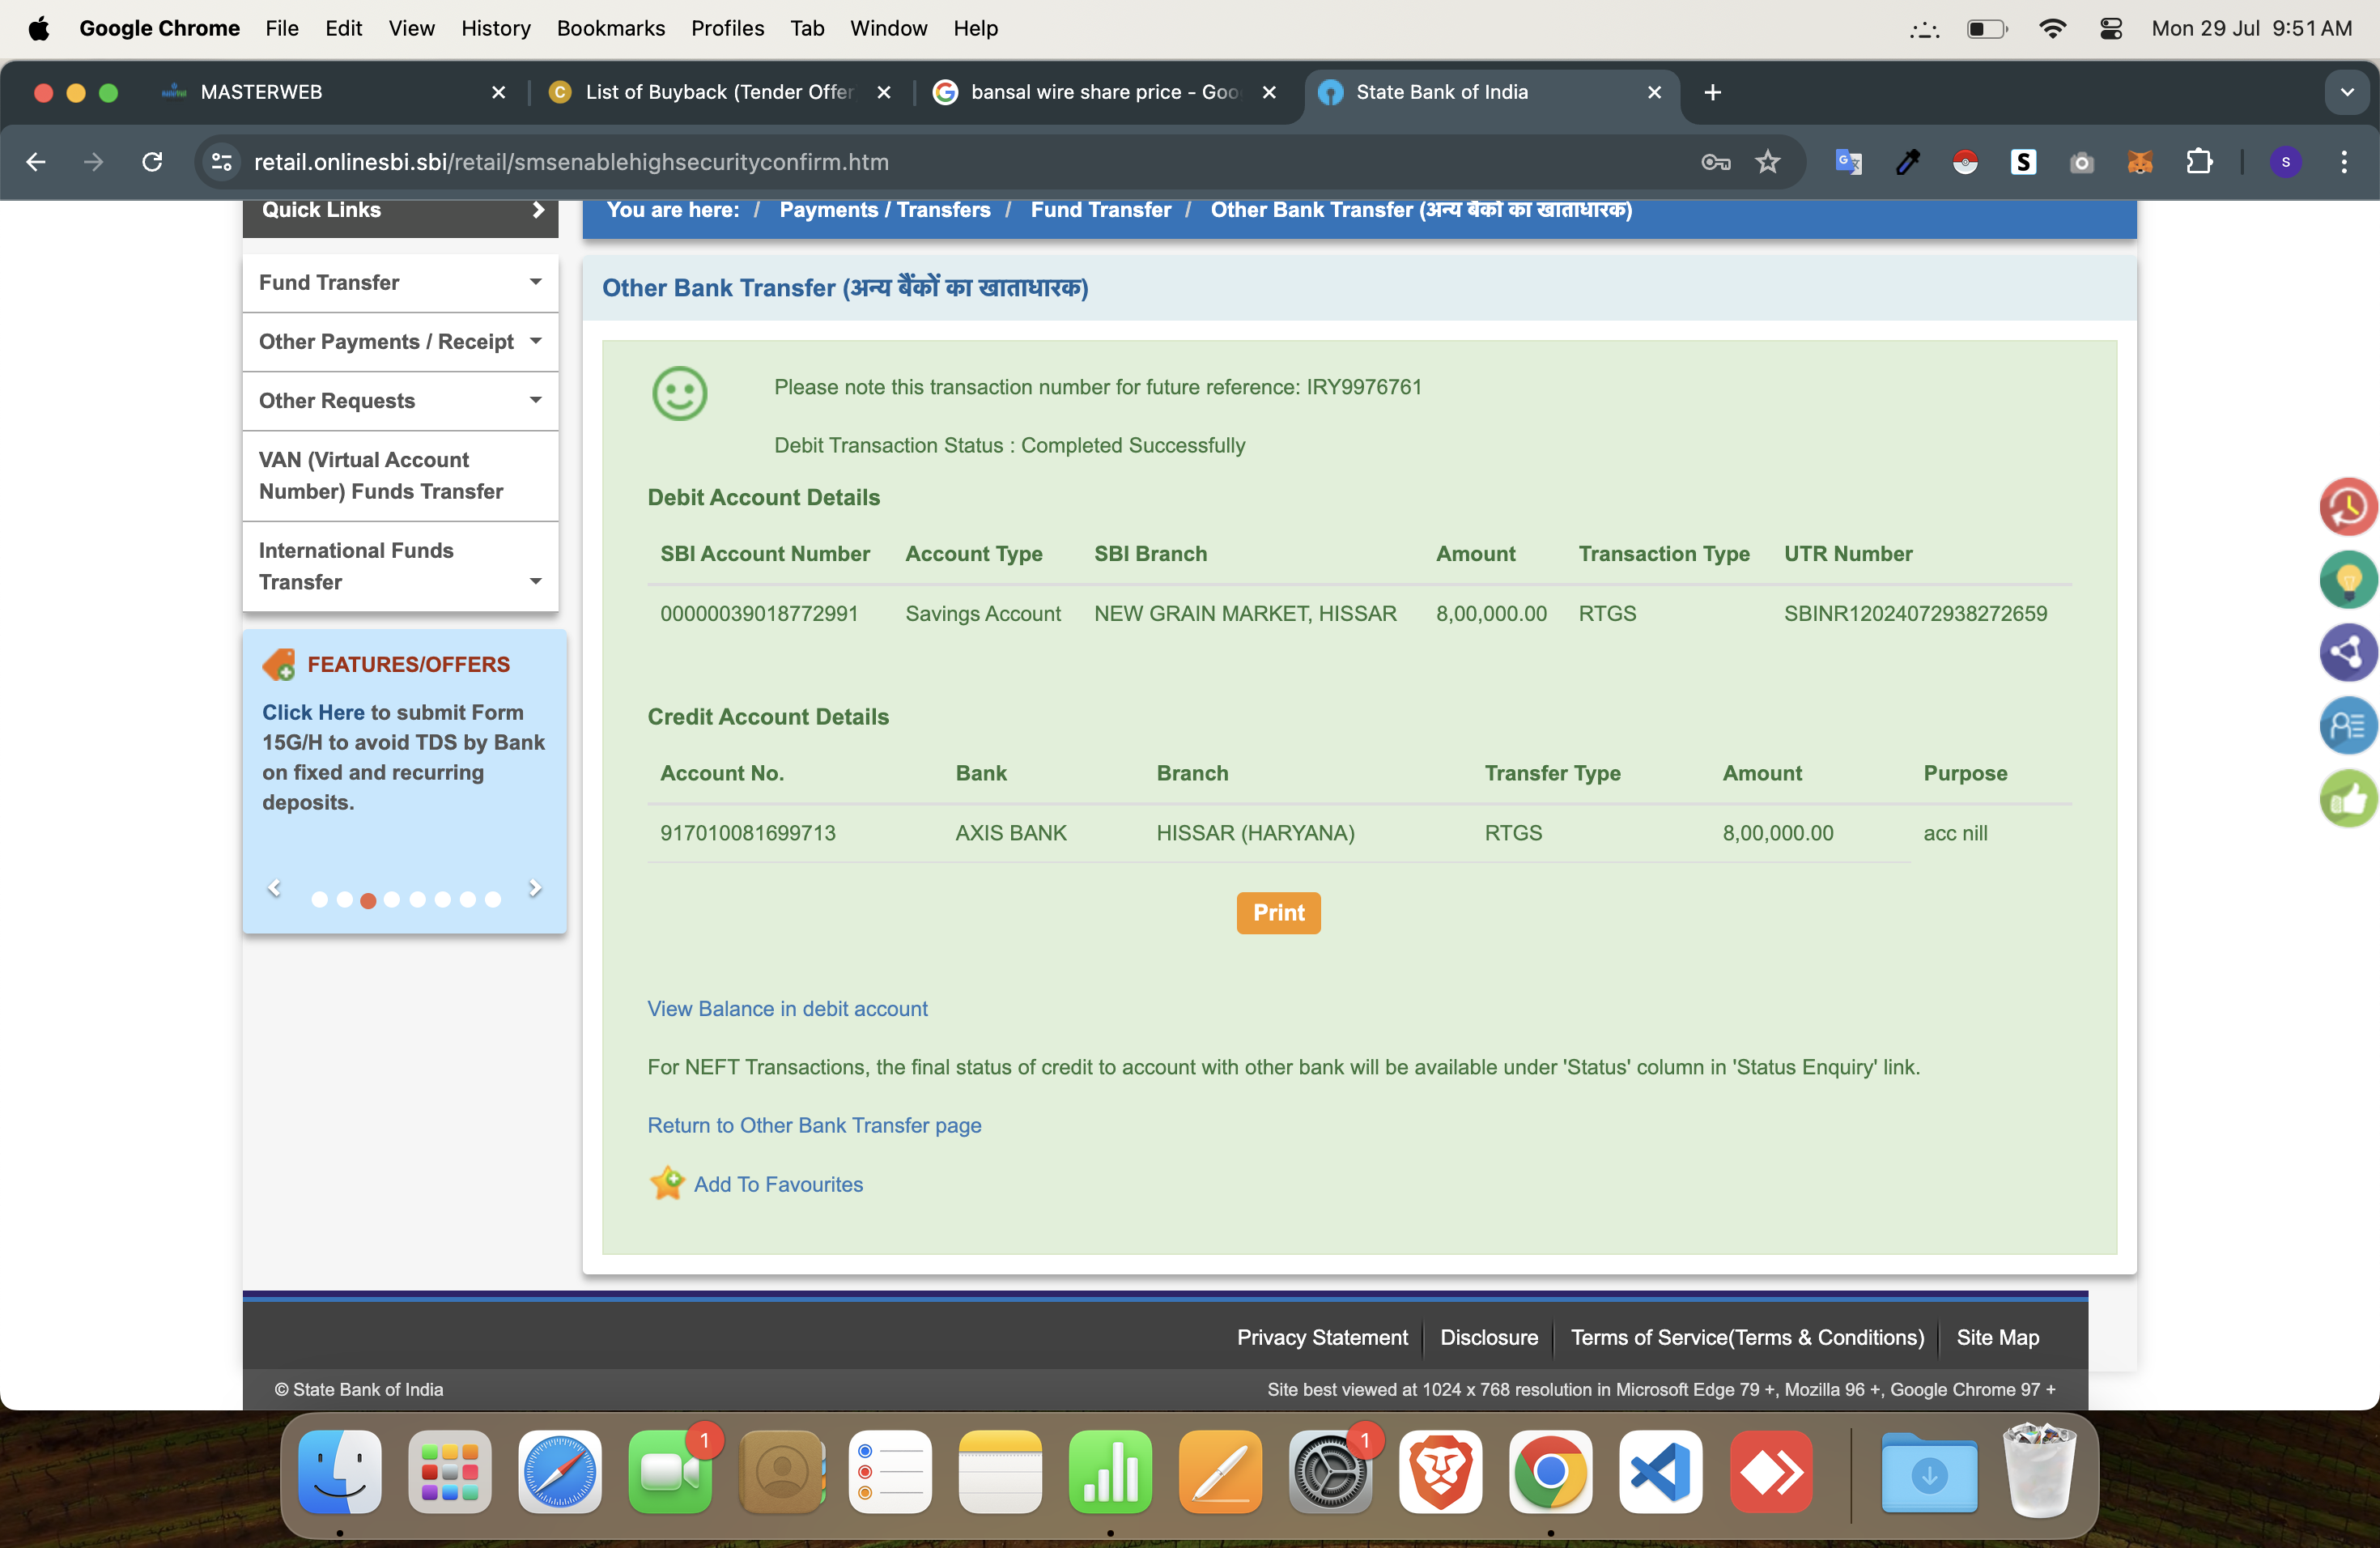 Google Chrome File Edit View History Bookmarks Profiles Tab Window Help Mon 29 Jul 9:51 AM
MASTERWEB List of Buyback (Tender Offer bansal wire share price - Goo State Bank of India
retail.onlinesbi.sbi/retail/smsenablehighsecurityconfirm.htm S s
Quick Links
You are here: / Payments / Transfers / Fund Transfer / Other Bank Transfer (अन्य बैंकों का खाताधारक)
Fund Transfer
Other Payments / Receipt
Other Requests
VAN (Virtual Account
Number) Funds Transfer
International Funds
Transfer
FEATURES/OFFERS
Click Here to submit Form
15G/H to avoid TDS by Bank
on fixed and recurring
deposits.
Other Bank Transfer (अन्य बैंकों का खाताधारक)
Please note this transaction number for future reference: IRY9976761
Debit Transaction Status : Completed Successfully
Debit Account Details
SBI Account Number Account Type SBI Branch Amount Transaction Type UTR Number
00000039018772991 Savings Account NEW GRAIN MARKET, HISSAR 8,00,000.00 RTGS SBINR12024072938272659
Credit Account Details
Account No. Bank Branch Transfer Type Amount Purpose
917010081699713 AXIS BANK HISSAR (HARYANA) RTGS 8,00,000.00 acc nill
Print
View Balance in debit account
For NEFT Transactions, the final status of credit to account with other bank will be available under 'Status' column in 'Status Enquiry' link.
Return to Other Bank Transfer page
Add To Favourites
Privacy Statement Disclosure Terms of Service(Terms & Conditions) Site Map
© State Bank of India Site best viewed at 1024 x 768 resolution in Microsoft Edge 79 +, Mozilla 96 +, Google Chrome 97 +
1 1